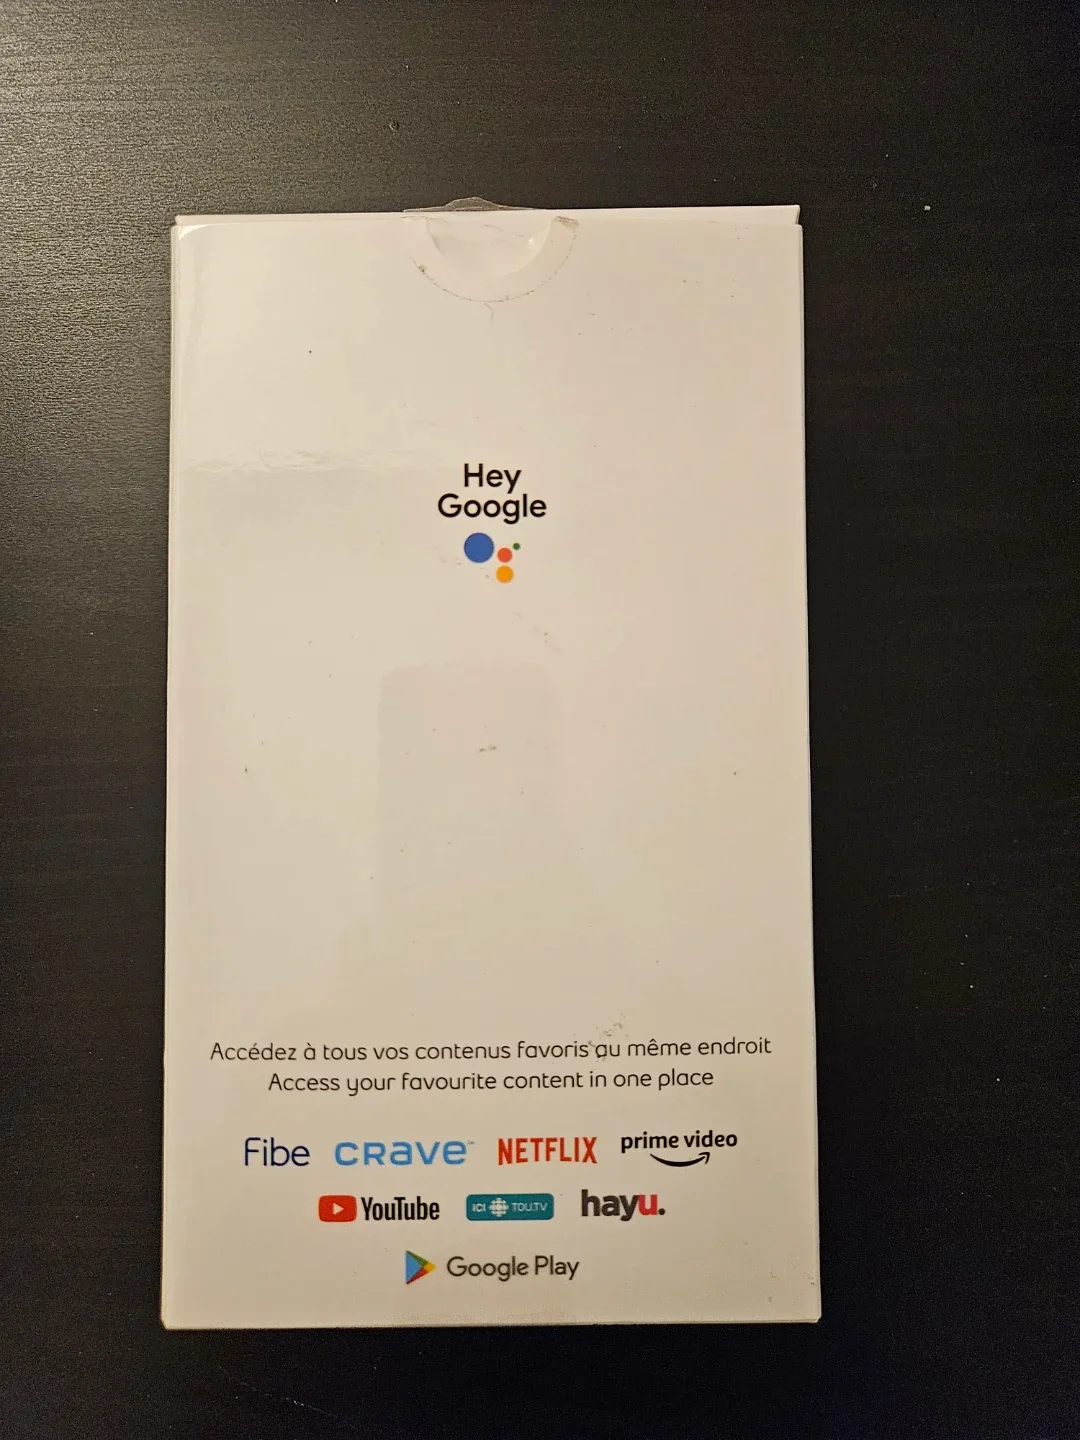 Hey
Google
Accédez à tous vos contenus favoris au même endroit
Access your favourite content in one place
Fibe CRAVE™ NETFLIX prime video
YouTube ICI TOU.TV hayu.
Google Play